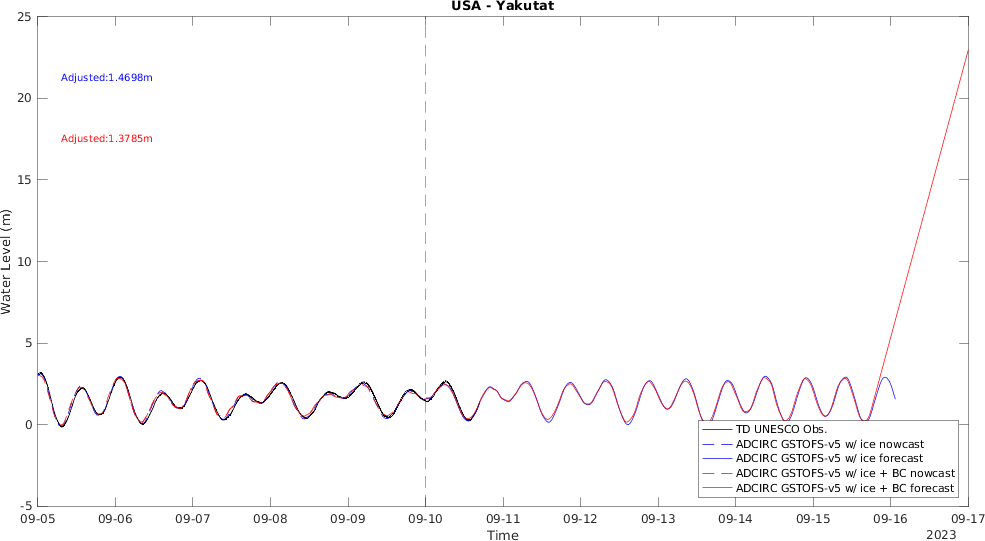 USA - Yakutat
25
20
15
10
5
0
-5
Water Level (m)
Adjusted:1.4698m
Adjusted:1.3785m
TD UNESCO Obs.
ADCIRC GSTOFS-v5 w/ ice nowcast
ADCIRC GSTOFS-v5 w/ ice forecast
ADCIRC GSTOFS-v5 w/ ice + BC nowcast
ADCIRC GSTOFS-v5 w/ ice + BC forecast
09-05 09-06 09-07 09-08 09-09 09-10 09-11 09-12 09-13 09-14 09-15 09-16 09-17
Time
2023